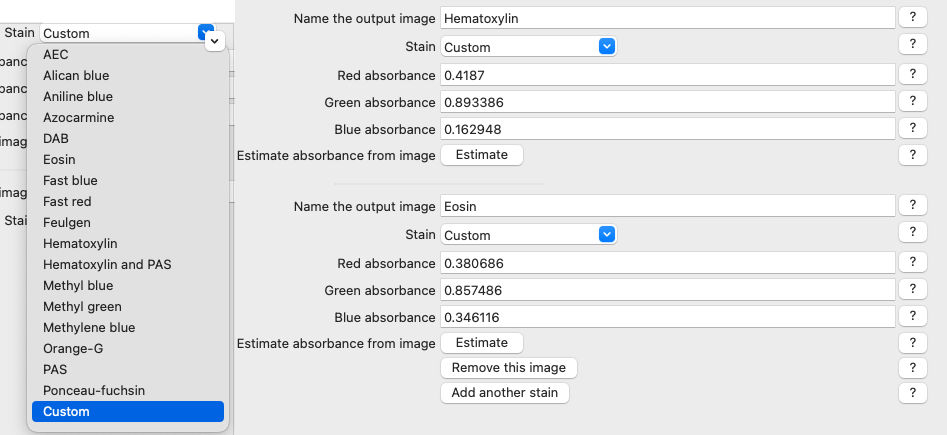 Stain Custom
AEC
Alican blue
Aniline blue
Azocarmine
DAB
Eosin
Fast blue
Fast red
Feulgen
Hematoxylin
Hematoxylin and PAS
Methyl blue
Methyl green
Methylene blue
Orange-G
PAS
Ponceau-fuchsin
Custom
banc
banc
banc
imag
imag
Stai
Name the output image Hematoxylin ?
Stain Custom ?
Red absorbance 0.4187 ?
Green absorbance 0.893386 ?
Blue absorbance 0.162948 ?
Estimate absorbance from image Estimate ?
Name the output image Eosin ?
Stain Custom ?
Red absorbance 0.380686 ?
Green absorbance 0.857486 ?
Blue absorbance 0.346116 ?
Estimate absorbance from image Estimate ?
Remove this image ?
Add another stain ?